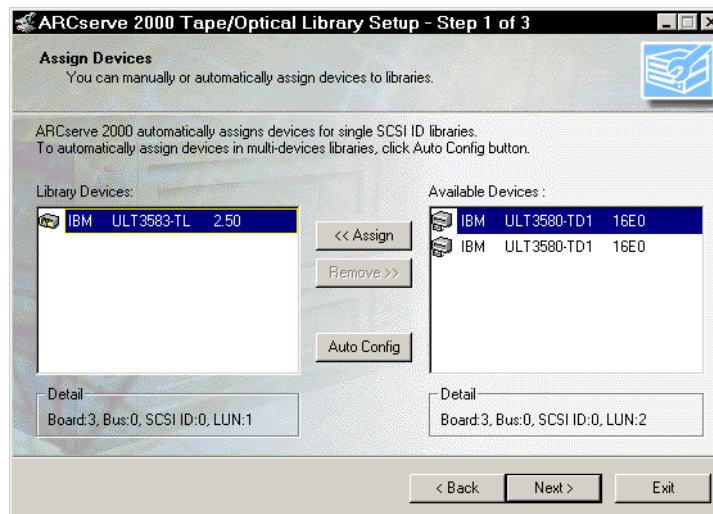 ARCserve 2000 Tape/Optical Library Setup - Step 1 of 3
Assign Devices
You can manually or automatically assign devices to libraries.
ARCserve 2000 automatically assigns devices for single SCSI ID libraries.
To automatically assign devices in multi-devices libraries, click Auto Config button.
Library Devices:
IBM ULT3583-TL 2.50
<< Assign
Remove >>
Auto Config
Available Devices :
IBM ULT3580-TD1 16E0
IBM ULT3580-TD1 16E0
Detail
Board:3, Bus:0, SCSI ID:0, LUN:1
Detail
Board:3, Bus:0, SCSI ID:0, LUN:2
< Back
Next >
Exit